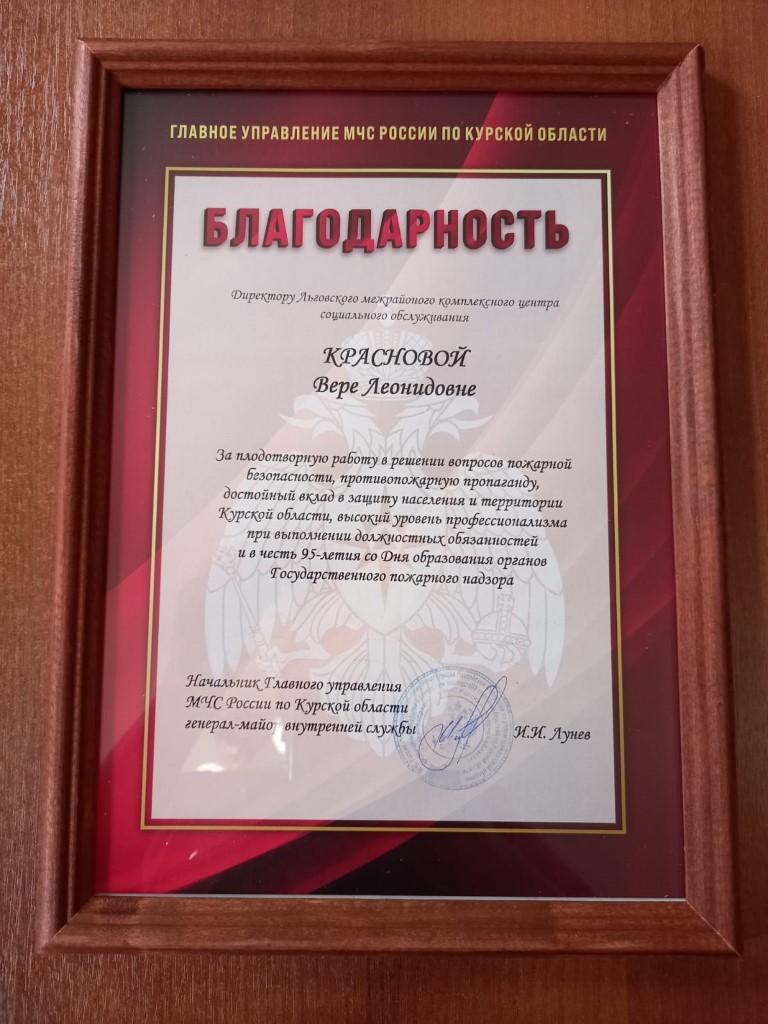 ГЛАВНОЕ УПРАВЛЕНИЕ МЧС РОССИИ ПО КУРСКОЙ ОБЛАСТИ
БЛАГОДАРНОСТЬ
Директору Льговского межрайоного комплексного центра
социального обслуживания
КРАСНОВОЙ
Вере Леонидовне
За плодотворную работу в решении вопросов пожарной
безопасности, противопожарную пропаганду,
достойный вклад в защиту населения и территории
Курской области, высокий уровень профессионализма
при выполнении должностных обязанностей
и в честь 95-летия со Дня образования органов
Государственного пожарного надзора
Начальник Главного управления
МЧС России по Курской области
генерал-майор внутренней службы
И.И. Лунев